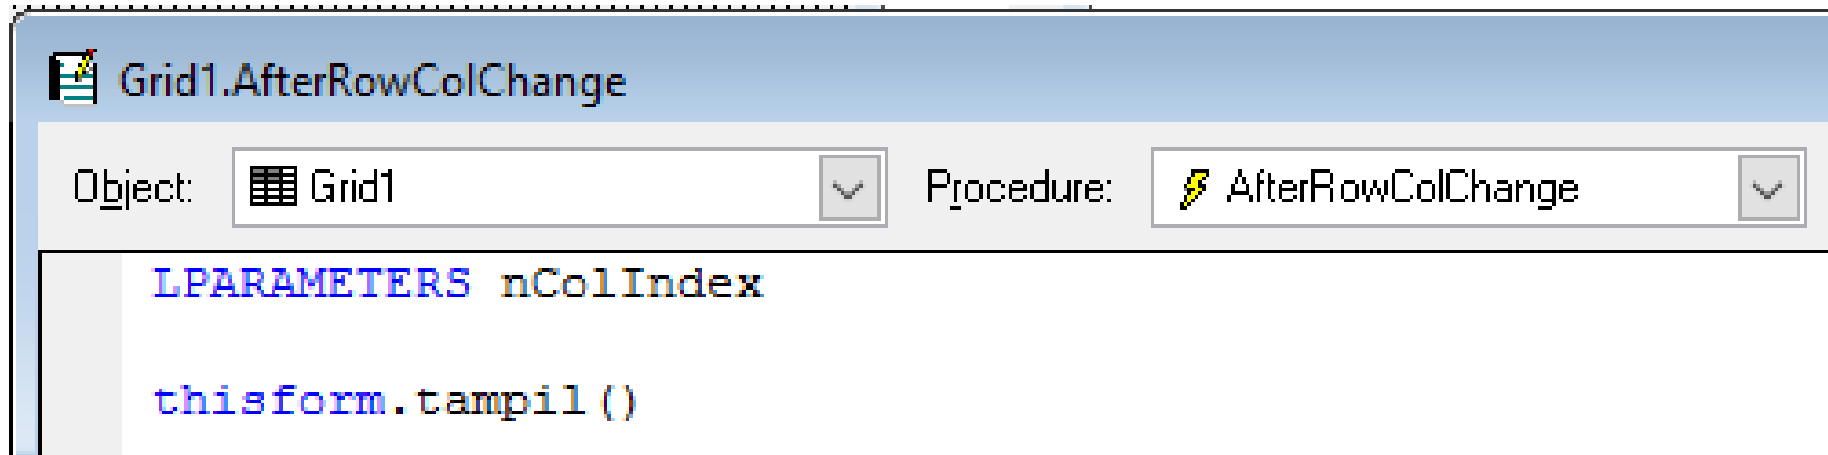 Grid1.AfterRowColChange
Object: Grid1 Procedure: AfterRowColChange
LPARAMETERS nColIndex
thisform.tampil()